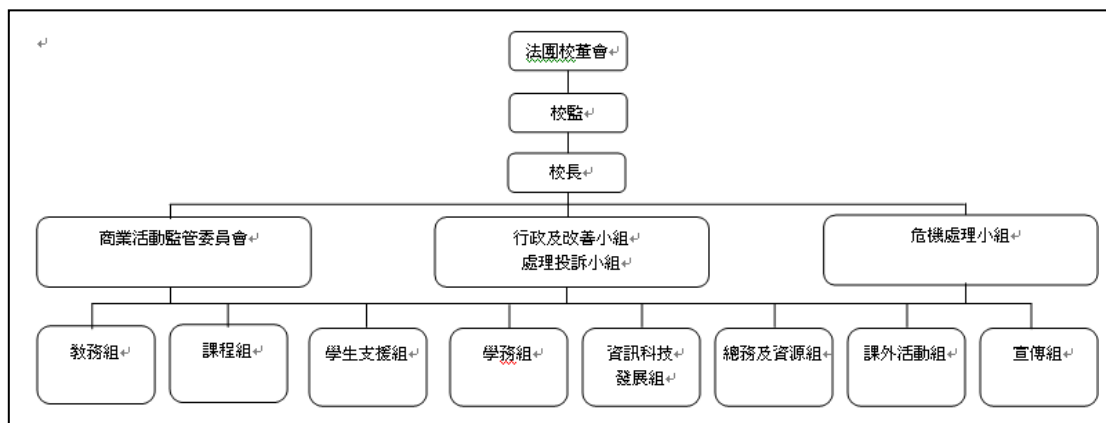 法團校董會
校監
校長
商業活動監管委員會
行政及改善小組
處理投訴小組
危機處理小組
教務組
課程組
學生支援組
學務組
資訊科技
發展組
總務及資源組
課外活動組
宣傳組